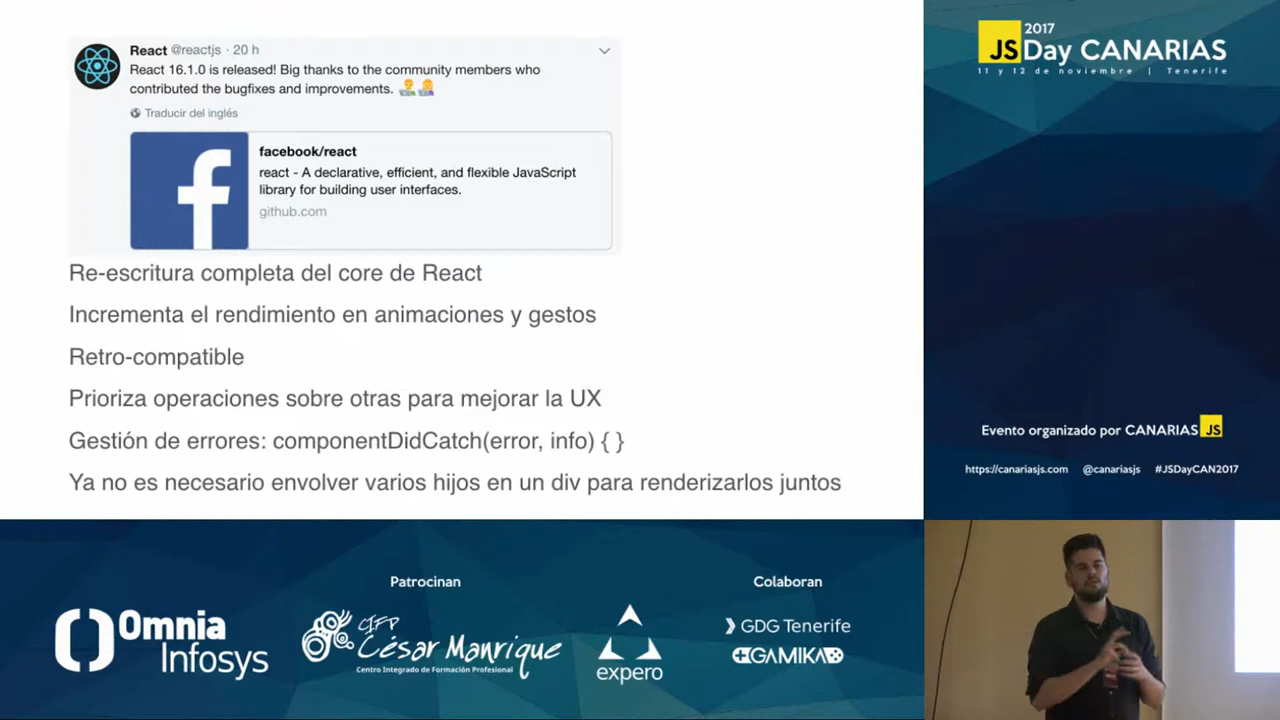 React @reactjs · 20 h
React 16.1.0 is released! Big thanks to the community members who
contributed the bugfixes and improvements.
Traducir del inglés
facebook/react
react - A declarative, efficient, and flexible JavaScript
library for building user interfaces.
github.com
Re-escritura completa del core de React
Incrementa el rendimiento en animaciones y gestos
Retro-compatible
Prioriza operaciones sobre otras para mejorar la UX
Gestión de errores: componentDidCatch(error, info) { }
Ya no es necesario envolver varios hijos en un div para renderizarlos juntos
2017
JS Day CANARIAS
11 y 12 de noviembre | Tenerife
Evento organizado por CANARIAS JS
https://canariasjs.com @canariasjs #JSDayCAN2017
Patrocinan
Omnia
Infosys
CIFP
César Manrique
Centro Integrado de Formación Profesional
expero
Colaboran
GDG Tenerife
GAMIKA